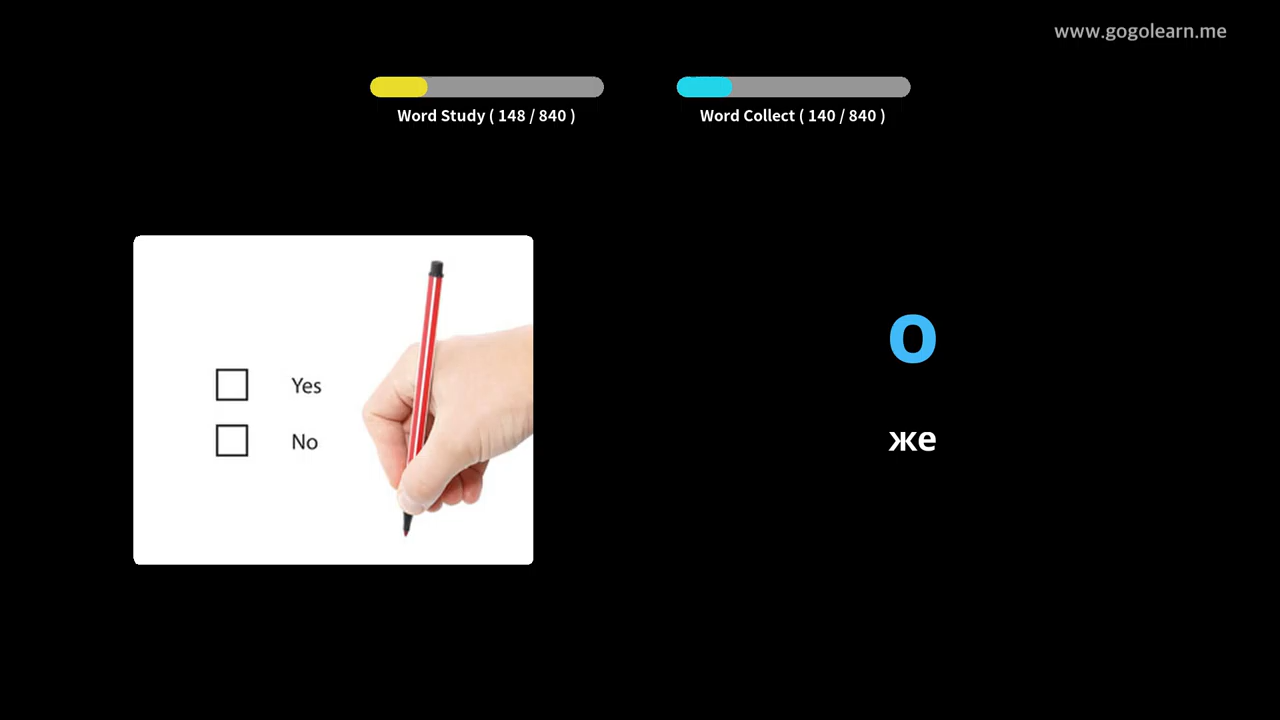 www.gogolearn.me
Word Study ( 148 / 840 )
Word Collect ( 140 / 840 )
Yes
No
o
же